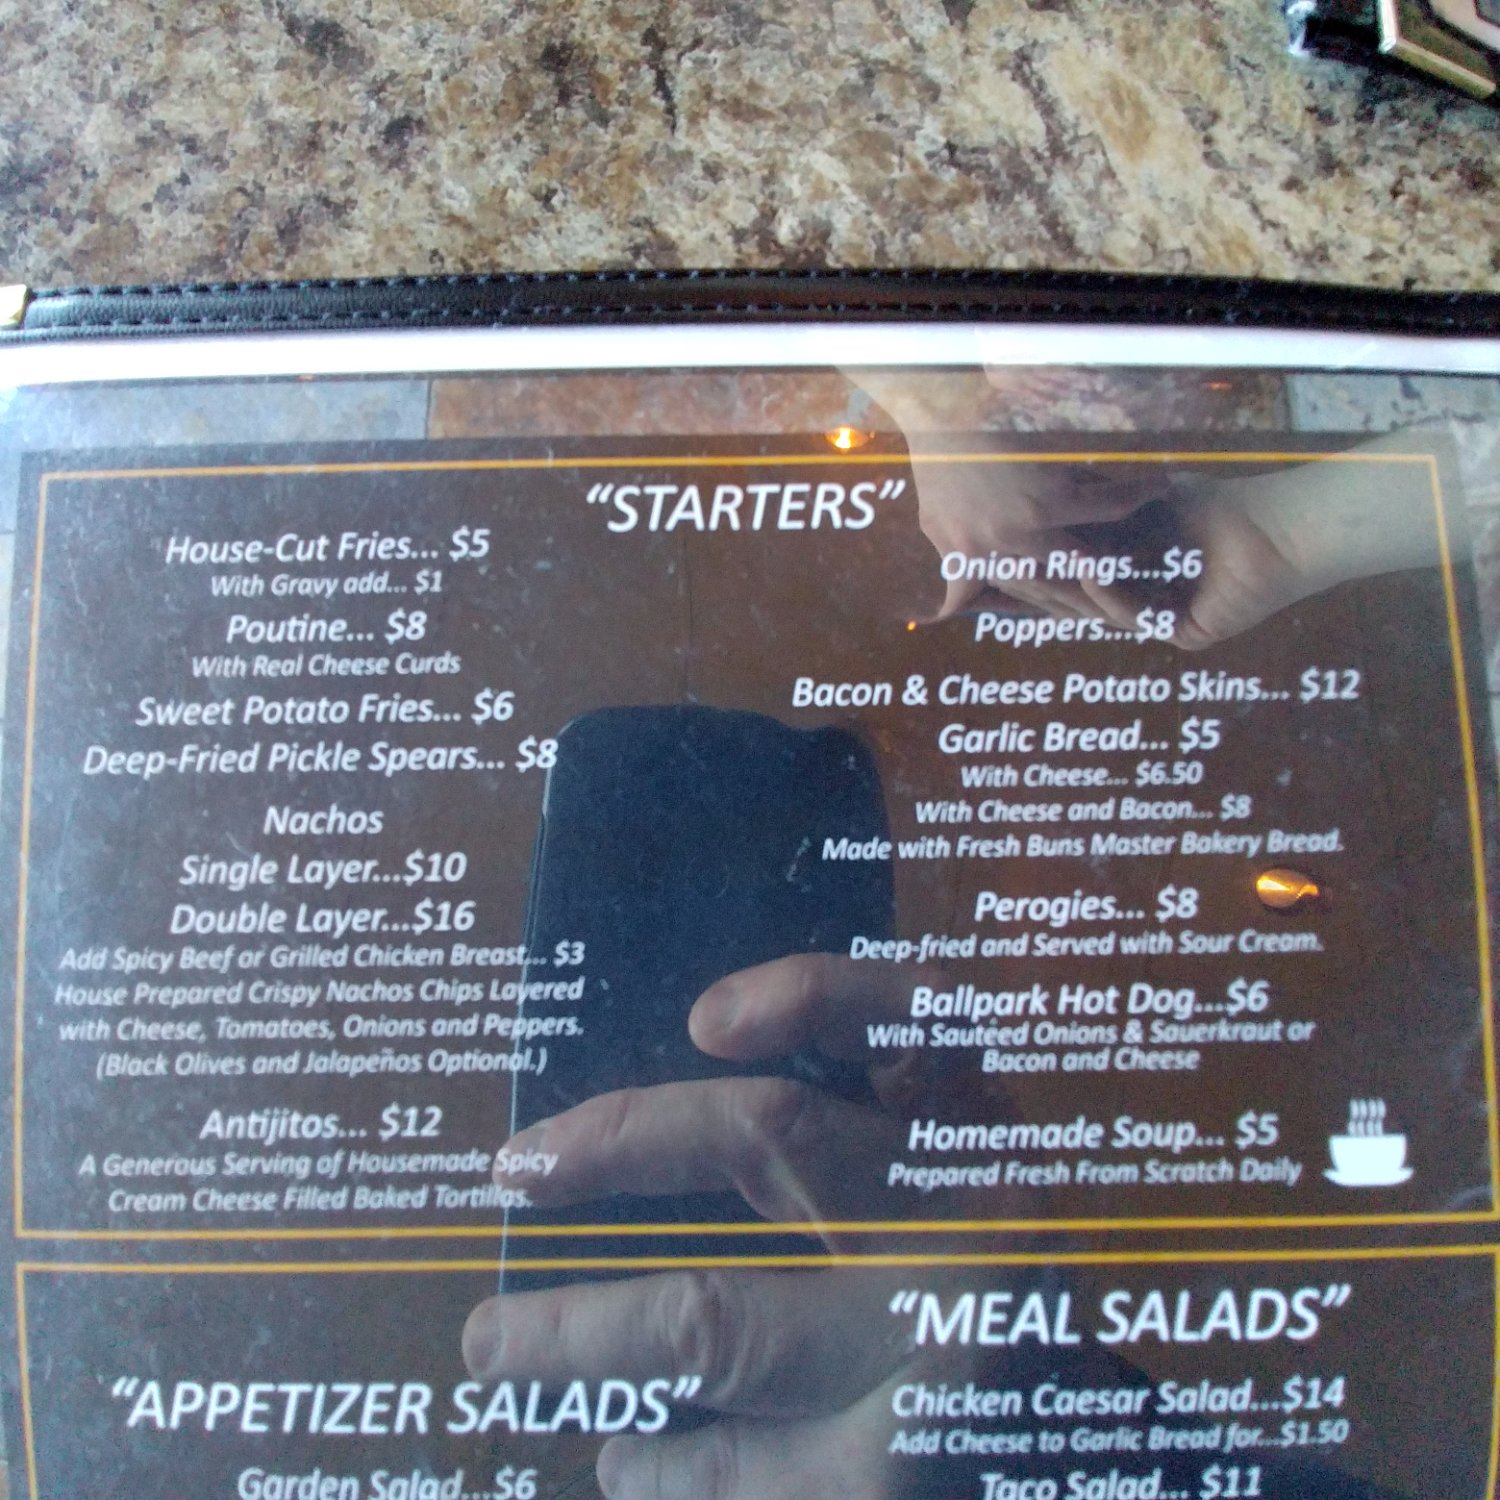 “STARTERS”
House-Cut Fries... $5
With Gravy add... $1
Poutine... $8
With Real Cheese Curds
Sweet Potato Fries... $6
Deep-Fried Pickle Spears... $8
Nachos
Single Layer...$10
Double Layer...$16
Add Spicy Beef or Grilled Chicken Breast... $3
House Prepared Crispy Nachos Chips Layered
with Cheese, Tomatoes, Onions and Peppers.
(Black Olives and Jalapeños Optional.)
Antijitos... $12
A Generous Serving of Housemade Spicy
Cream Cheese Filled Baked Tortillas.
Onion Rings...$6
Poppers...$8
Bacon & Cheese Potato Skins... $12
Garlic Bread... $5
With Cheese... $6.50
With Cheese and Bacon... $8
Made with Fresh Buns Master Bakery Bread.
Perogies... $8
Deep-fried and Served with Sour Cream.
Ballpark Hot Dog...$6
With Sautéed Onions & Sauerkraut or
Bacon and Cheese
Homemade Soup... $5
Prepared Fresh From Scratch Daily
“APPETIZER SALADS”
Garden Salad...$6
“MEAL SALADS”
Chicken Caesar Salad...$14
Add Cheese to Garlic Bread for...$1.50
Taco Salad... $11